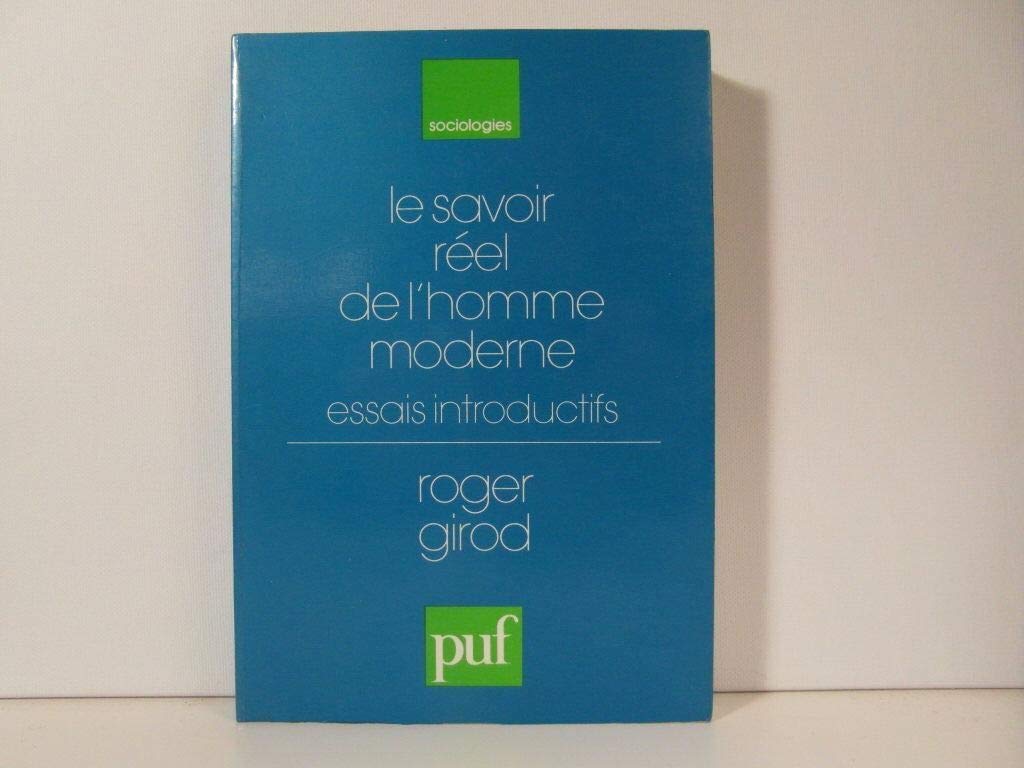 sociologies
le savoir
réel
de l'homme
moderne
essais introductifs
roger
girod
puf